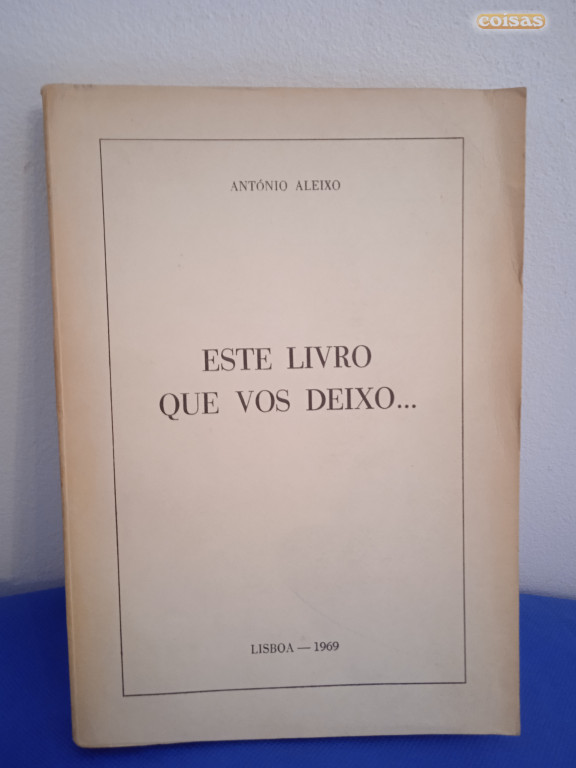 coisas
ANTÓNIO ALEIXO
ESTE LIVRO
QUE VOS DEIXO...
LISBOA — 1969